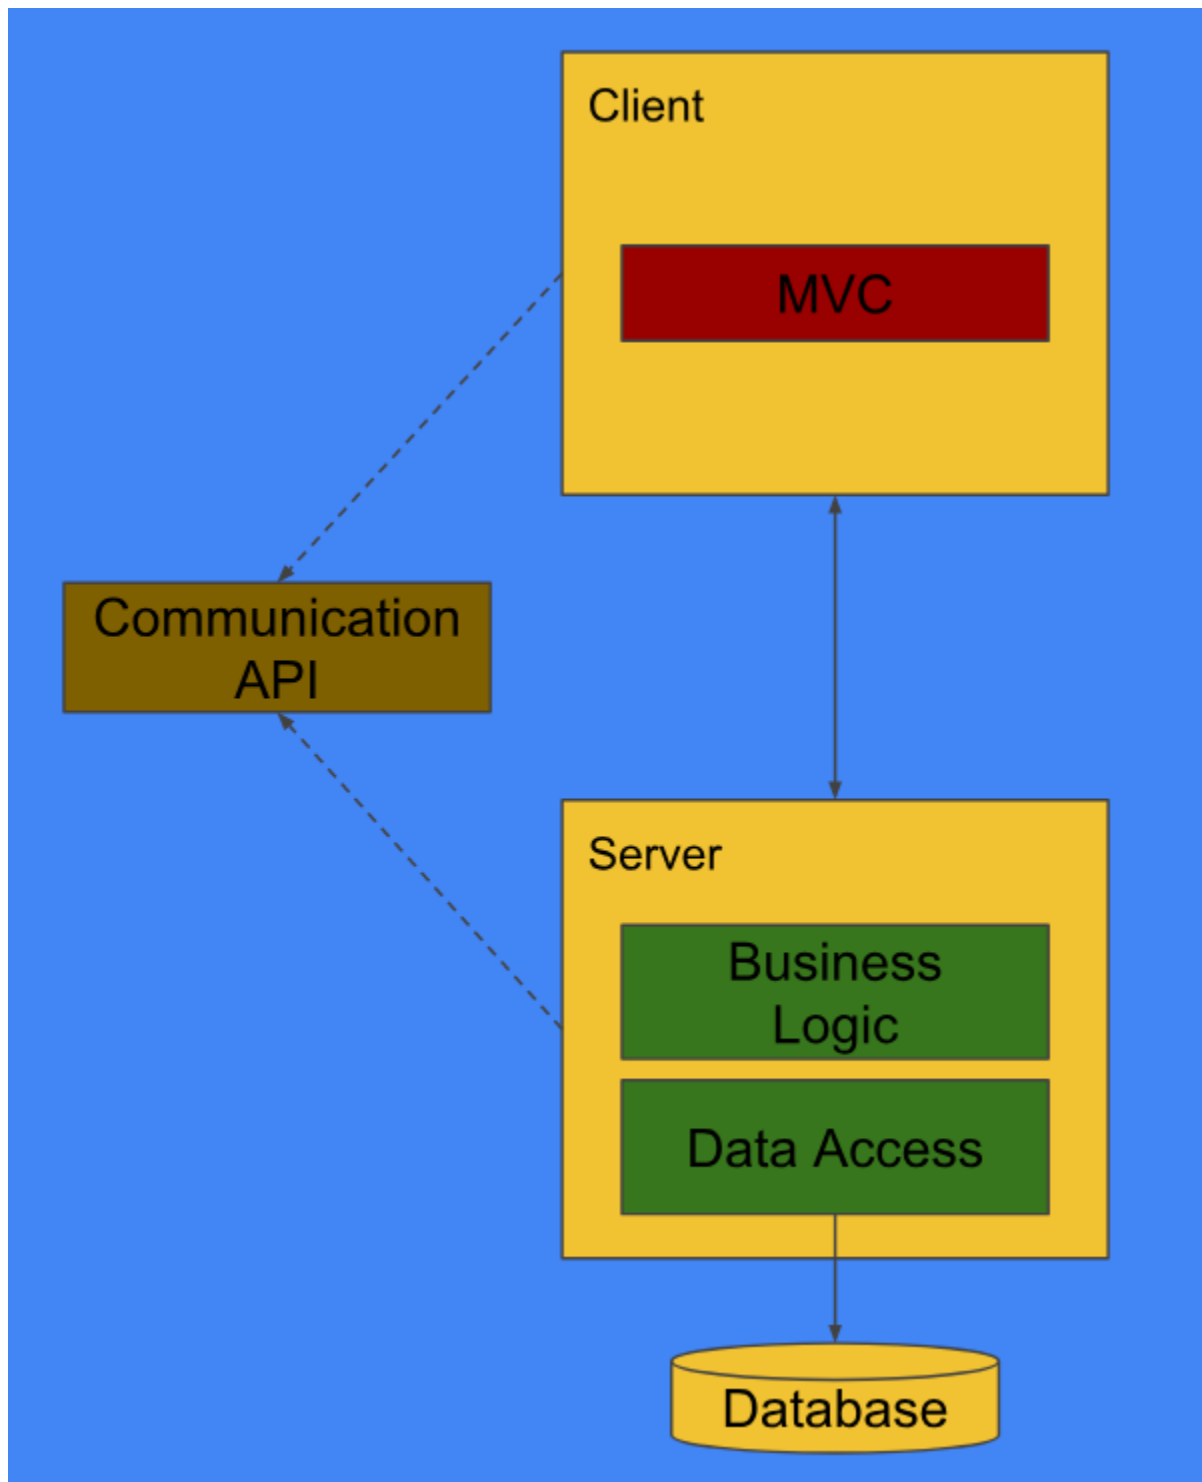 Client
MVC
Communication
API
Server
Business
Logic
Data Access
Database